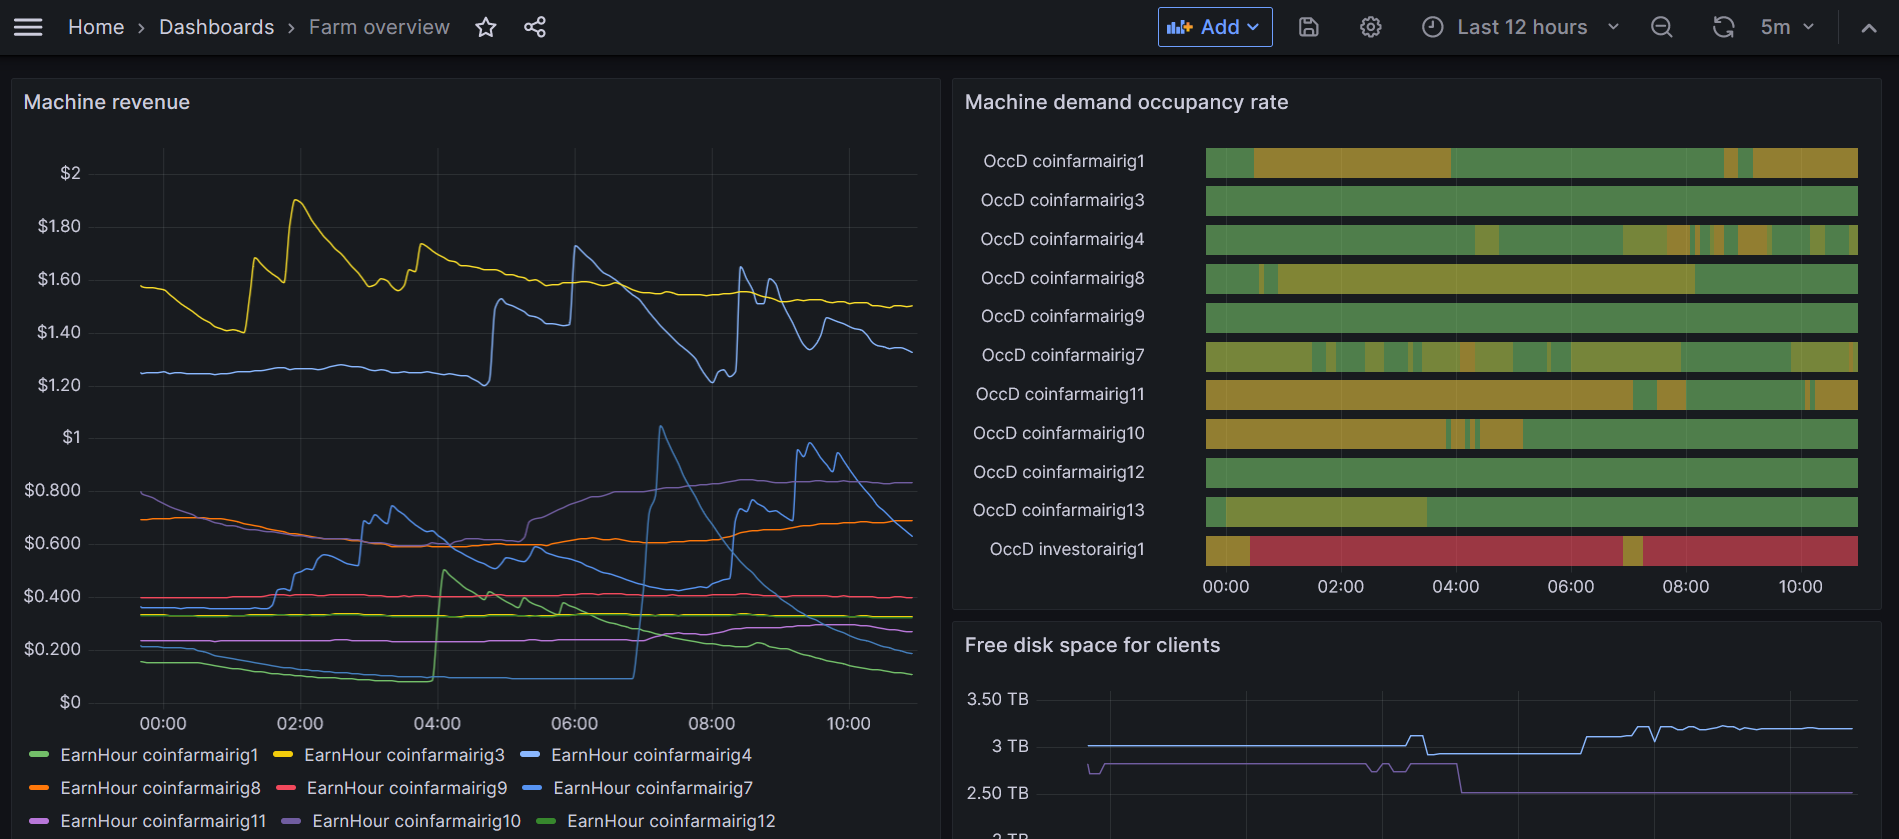 Home › Dashboards › Farm overview
Add
Last 12 hours
5m
Machine revenue
$2
$1.80
$1.60
$1.40
$1.20
$1
$0.800
$0.600
$0.400
$0.200
$0
00:00 02:00 04:00 06:00 08:00 10:00
EarnHour coinfarmairig1 EarnHour coinfarmairig3 EarnHour coinfarmairig4
EarnHour coinfarmairig8 EarnHour coinfarmairig9 EarnHour coinfarmairig7
EarnHour coinfarmairig11 EarnHour coinfarmairig10 EarnHour coinfarmairig12
Machine demand occupancy rate
OccD coinfarmairig1
OccD coinfarmairig3
OccD coinfarmairig4
OccD coinfarmairig8
OccD coinfarmairig9
OccD coinfarmairig7
OccD coinfarmairig11
OccD coinfarmairig10
OccD coinfarmairig12
OccD coinfarmairig13
OccD investorairig1
00:00 02:00 04:00 06:00 08:00 10:00
Free disk space for clients
3.50 TB
3 TB
2.50 TB
2 TB